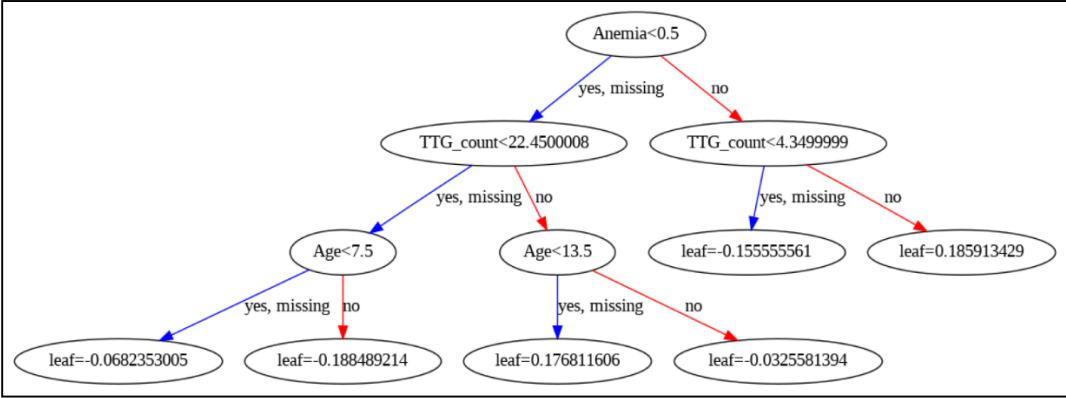 Anemia<0.5
yes, missing
no
TTG_count<22.4500008
TTG_count<4.3499999
yes, missing
no
yes, missing
no
Age<7.5
Age<13.5
leaf=-0.155555561
leaf=0.185913429
yes, missing
no
yes, missing
no
leaf=-0.0682353005
leaf=-0.188489214
leaf=0.176811606
leaf=-0.0325581394